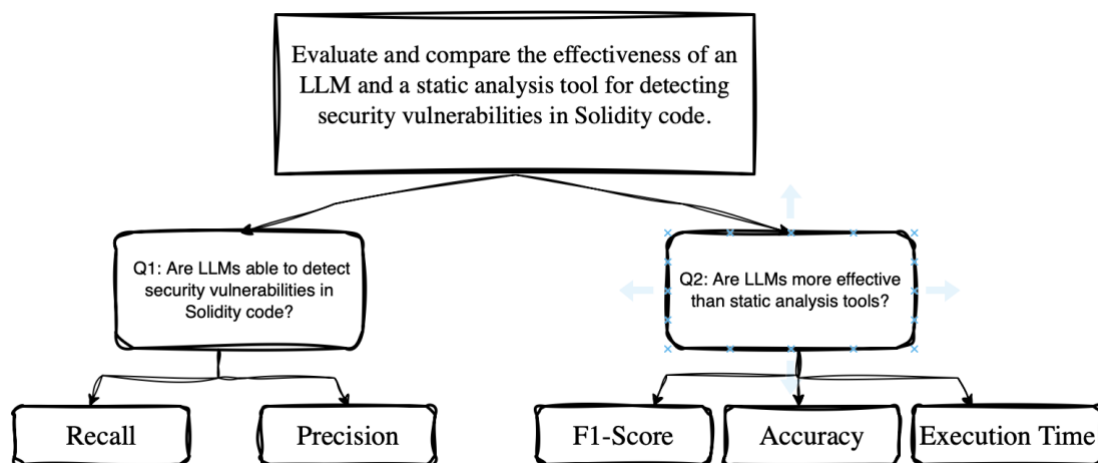 Evaluate and compare the effectiveness of an
LLM and a static analysis tool for detecting
security vulnerabilities in Solidity code.
Q1: Are LLMs able to detect
security vulnerabilities in
Solidity code?
Q2: Are LLMs more effective
than static analysis tools?
Recall
Precision
F1-Score
Accuracy
Execution Time